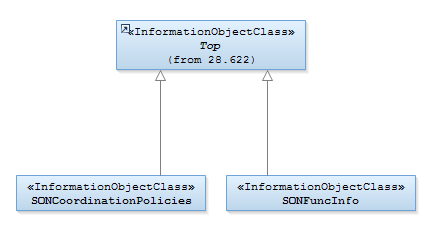 «InformationObjectClass»
Top
(from 28.622)
«InformationObjectClass»
SONCoordinationPolicies
«InformationObjectClass»
SONFuncInfo